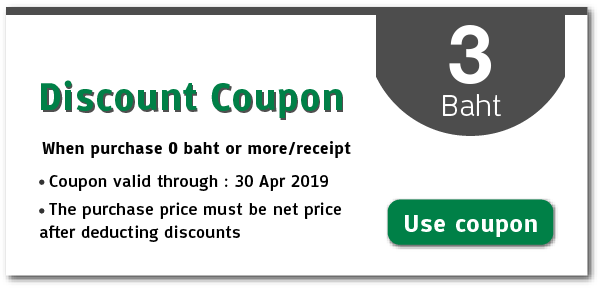 3
Baht
Discount Coupon
When purchase 0 baht or more/receipt
• Coupon valid through : 30 Apr 2019
• The purchase price must be net price
after deducting discounts
Use coupon